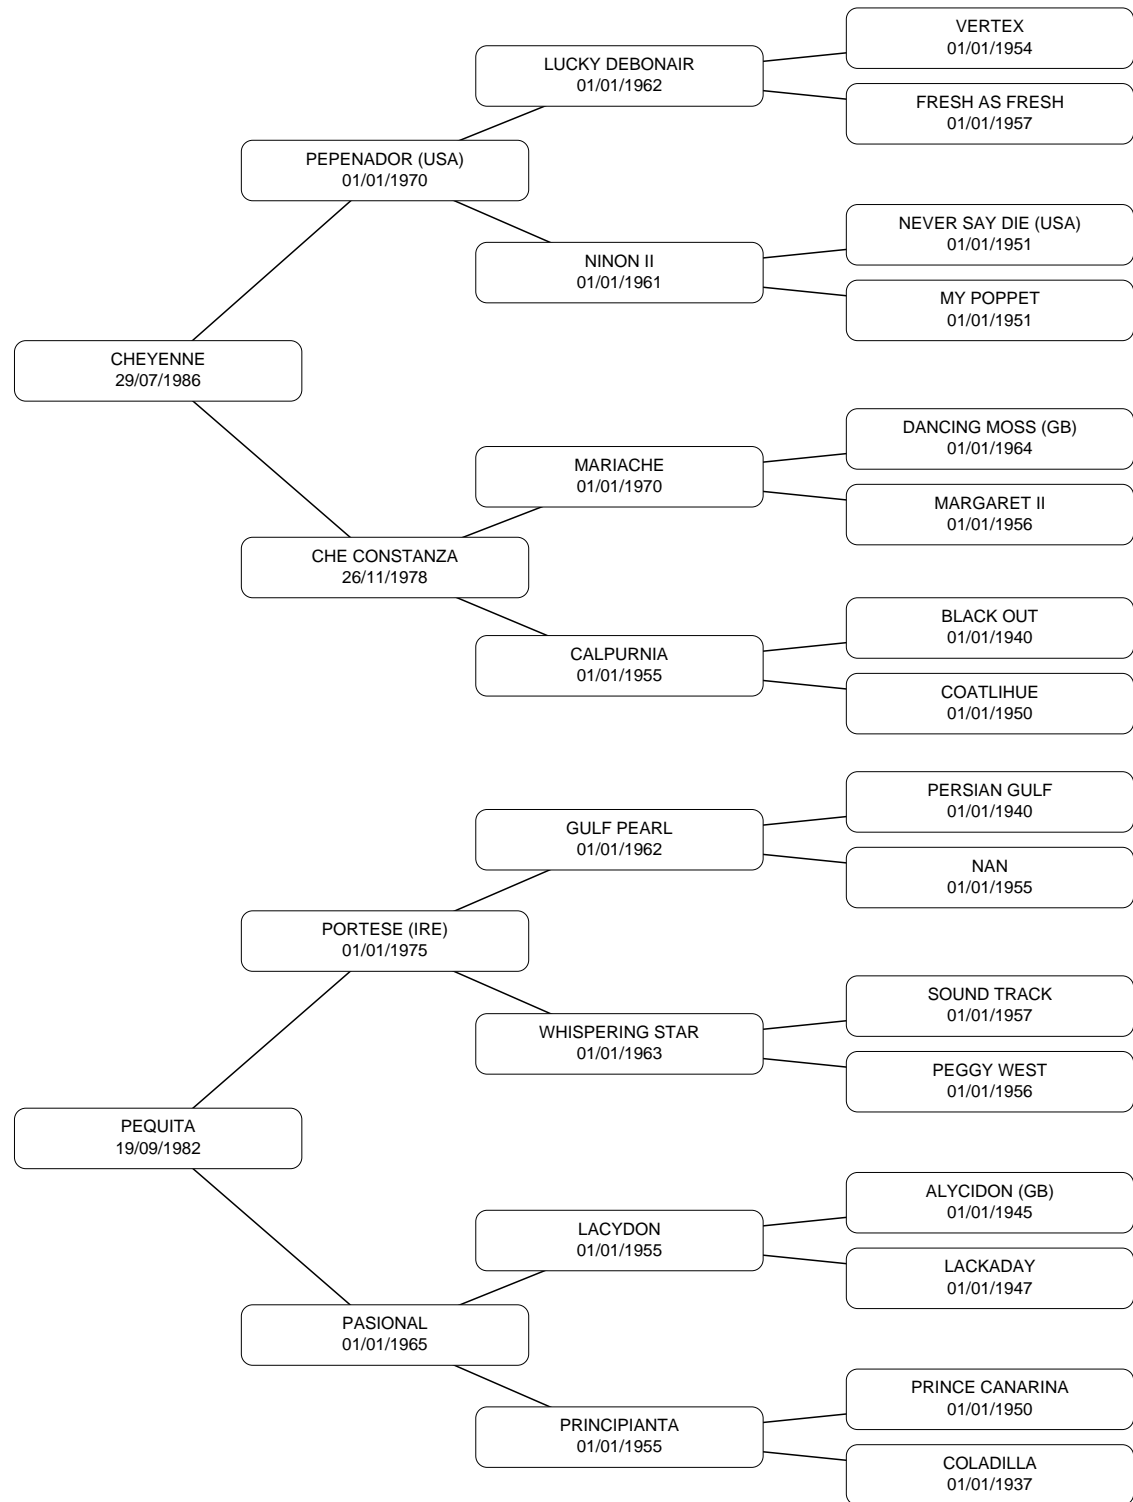 VERTEX
01/01/1954
LUCKY DEBONAIR
01/01/1962
FRESH AS FRESH
01/01/1957
PEPENADOR (USA)
01/01/1970
NEVER SAY DIE (USA)
01/01/1951
NINON II
01/01/1961
MY POPPET
01/01/1951
CHEYENNE
29/07/1986
DANCING MOSS (GB)
01/01/1964
MARIACHE
01/01/1970
MARGARET II
01/01/1956
CHE CONSTANZA
26/11/1978
BLACK OUT
01/01/1940
CALPURNIA
01/01/1955
COATLIHUE
01/01/1950
PERSIAN GULF
01/01/1940
GULF PEARL
01/01/1962
NAN
01/01/1955
PORTESE (IRE)
01/01/1975
SOUND TRACK
01/01/1957
WHISPERING STAR
01/01/1963
PEGGY WEST
01/01/1956
PEQUITA
19/09/1982
ALYCIDON (GB)
01/01/1945
LACYDON
01/01/1955
LACKADAY
01/01/1947
PASIONAL
01/01/1965
PRINCE CANARINA
01/01/1950
PRINCIPIANTA
01/01/1955
COLADILLA
01/01/1937